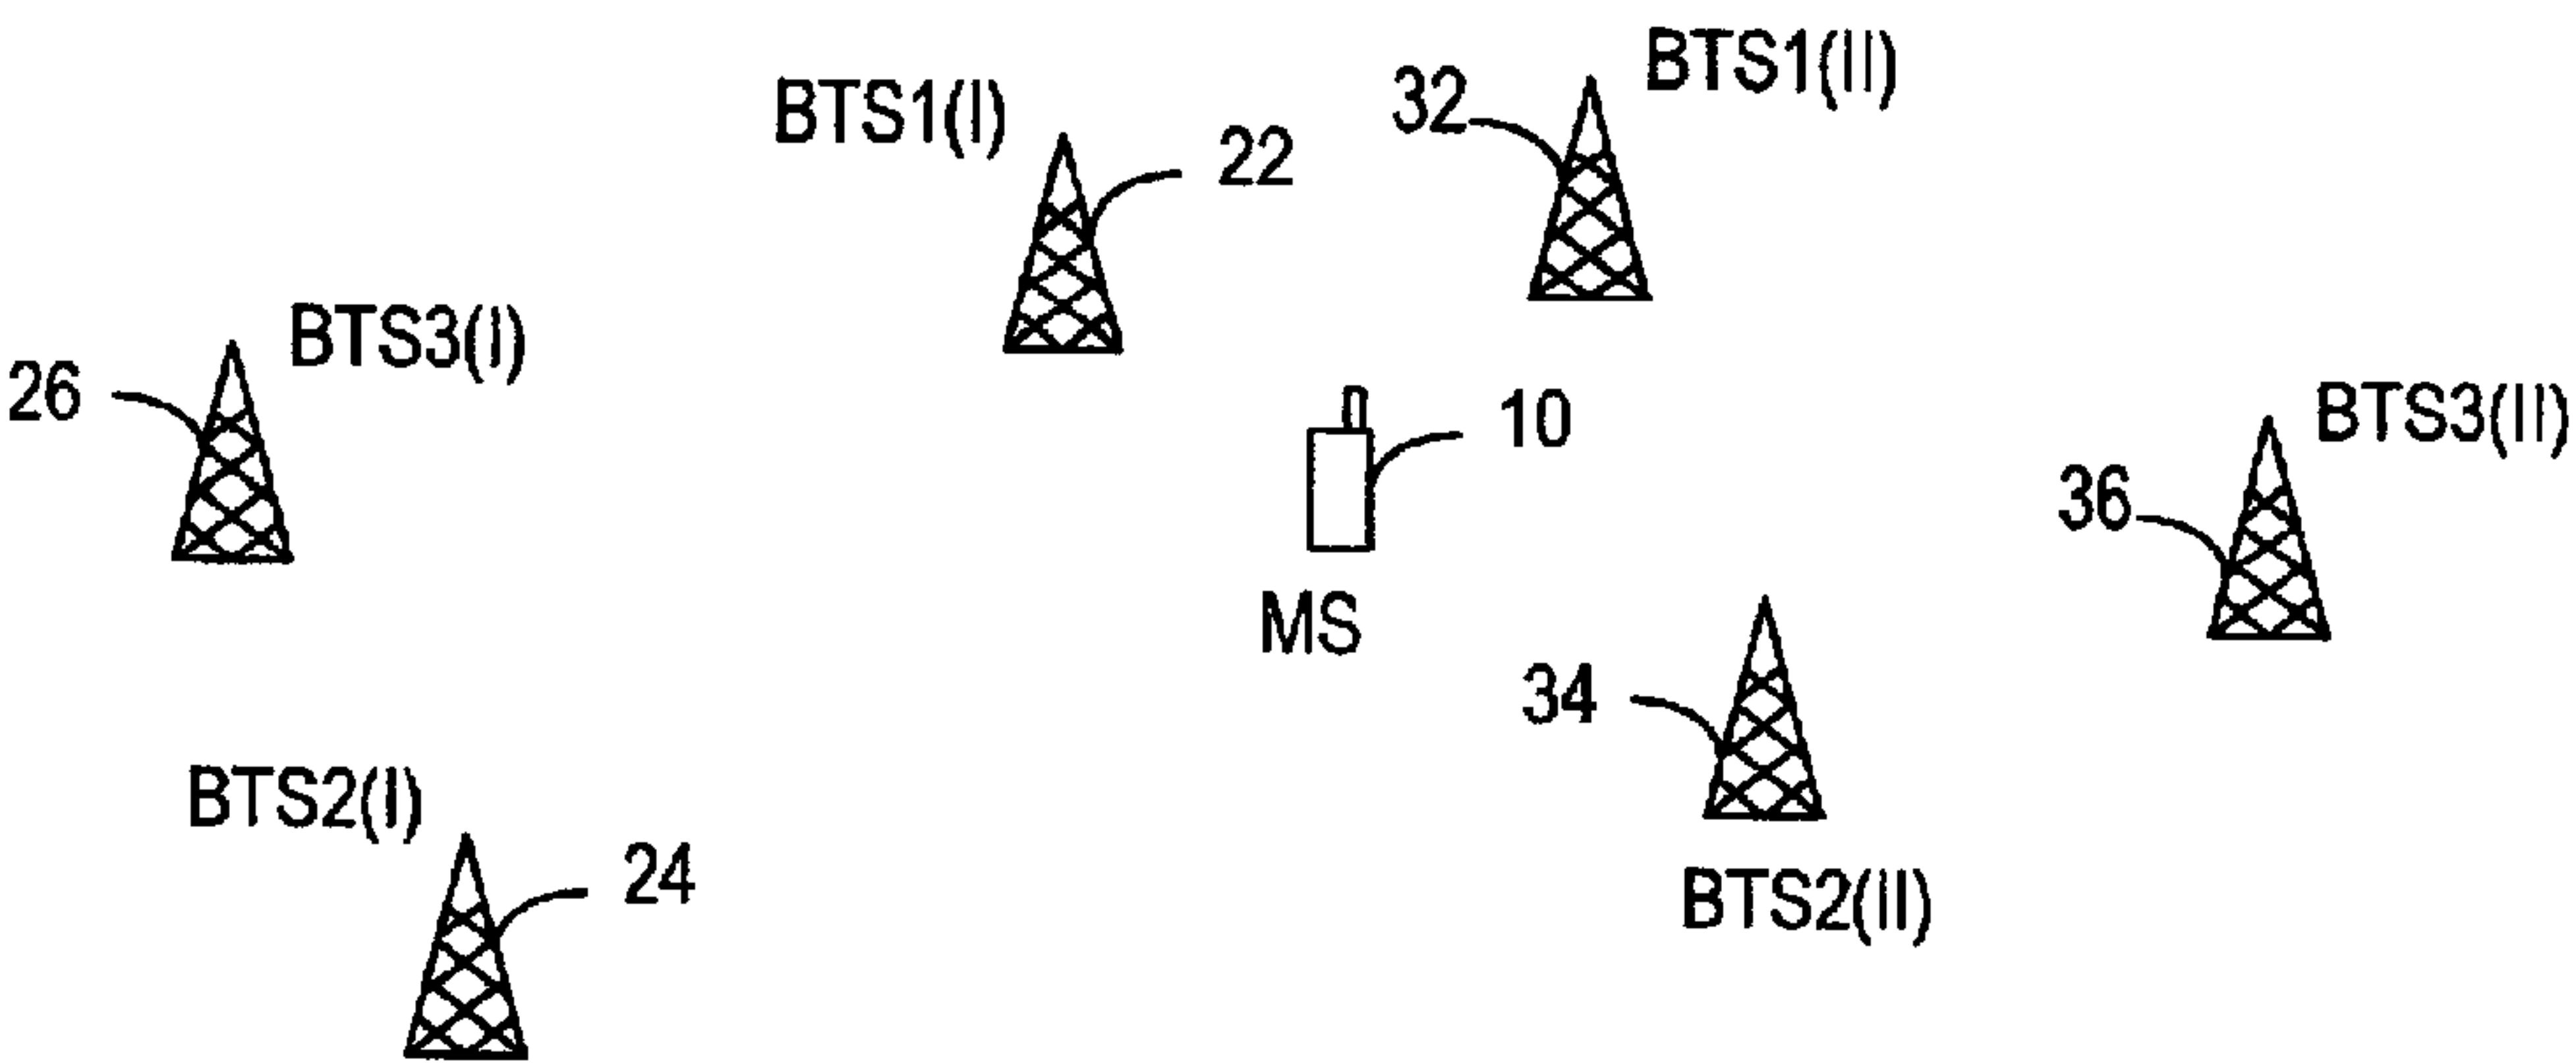 BTS1(II)
32
BTS1(I)
22
BTS3(I)
26
10
BTS3(II)
36
MS
34
BTS2(I)
24
BTS2(II)